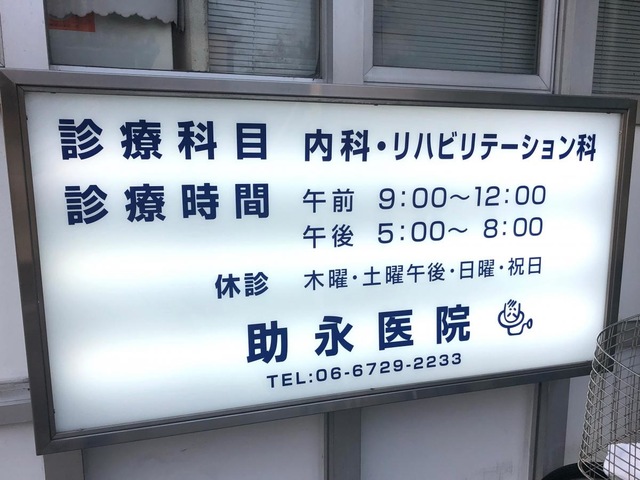 診療科目 内科・リハビリテーション科
診療時間 午前 9:00～12:00
午後 5:00～ 8:00
休診 木曜・土曜午後・日曜・祝日
助永医院
TEL:06-6729-2233